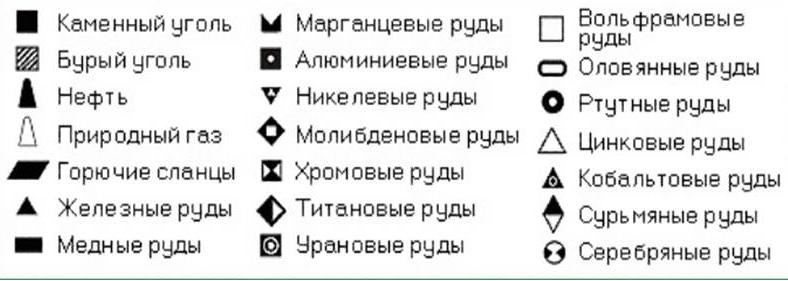 Каменный уголь
Бурый уголь
Нефть
Природный газ
Горючие сланцы
Железные руды
Медные руды
Марганцевые руды
Алюминиевые руды
Никелевые руды
Молибденовые руды
Хромовые руды
Титановые руды
Урановые руды
Вольфрамовые
руды
Оловянные руды
Ртутные руды
Цинковые руды
Кобальтовые руды
Сурьмяные руды
Серебряные руды